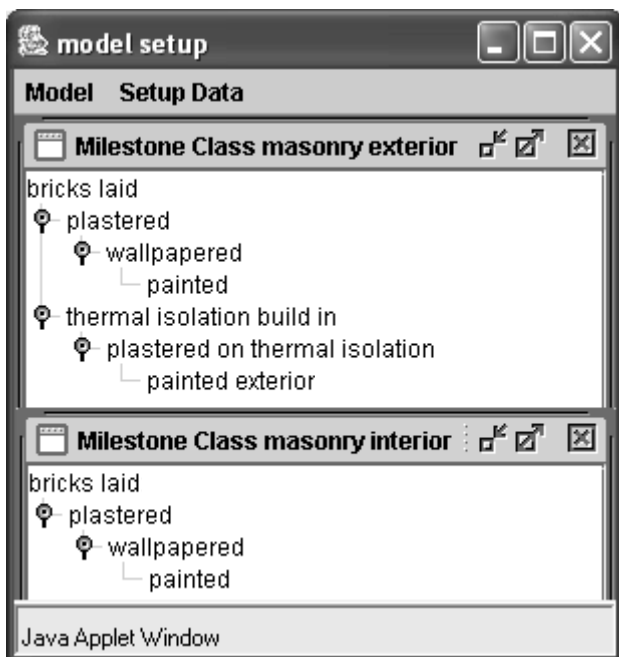 model setup
Model Setup Data
Milestone Class masonry exterior
bricks laid
plastered
wallpapered
painted
thermal isolation build in
plastered on thermal isolation
painted exterior
Milestone Class masonry interior
bricks laid
plastered
wallpapered
painted
Java Applet Window